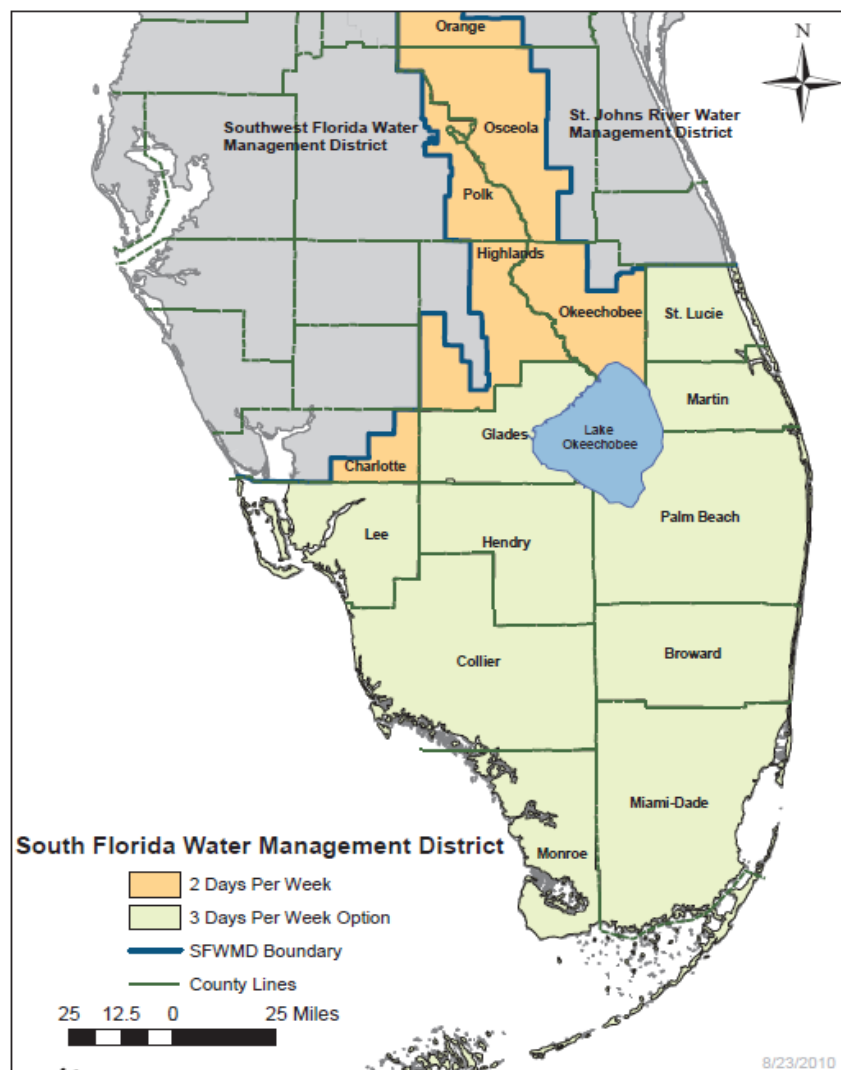 Orange
N
Southwest Florida Water
Management District
Osceola
St. Johns River Water
Management District
Polk
Highlands
Okeechobee
St. Lucie
Martin
Glades
Lake
Okeechobee
Charlotte
Palm Beach
Lee
Hendry
Collier
Broward
Miami-Dade
Monroe
South Florida Water Management District
2 Days Per Week
3 Days Per Week Option
SFWMD Boundary
County Lines
25 12.5 0 25 Miles
8/23/2010